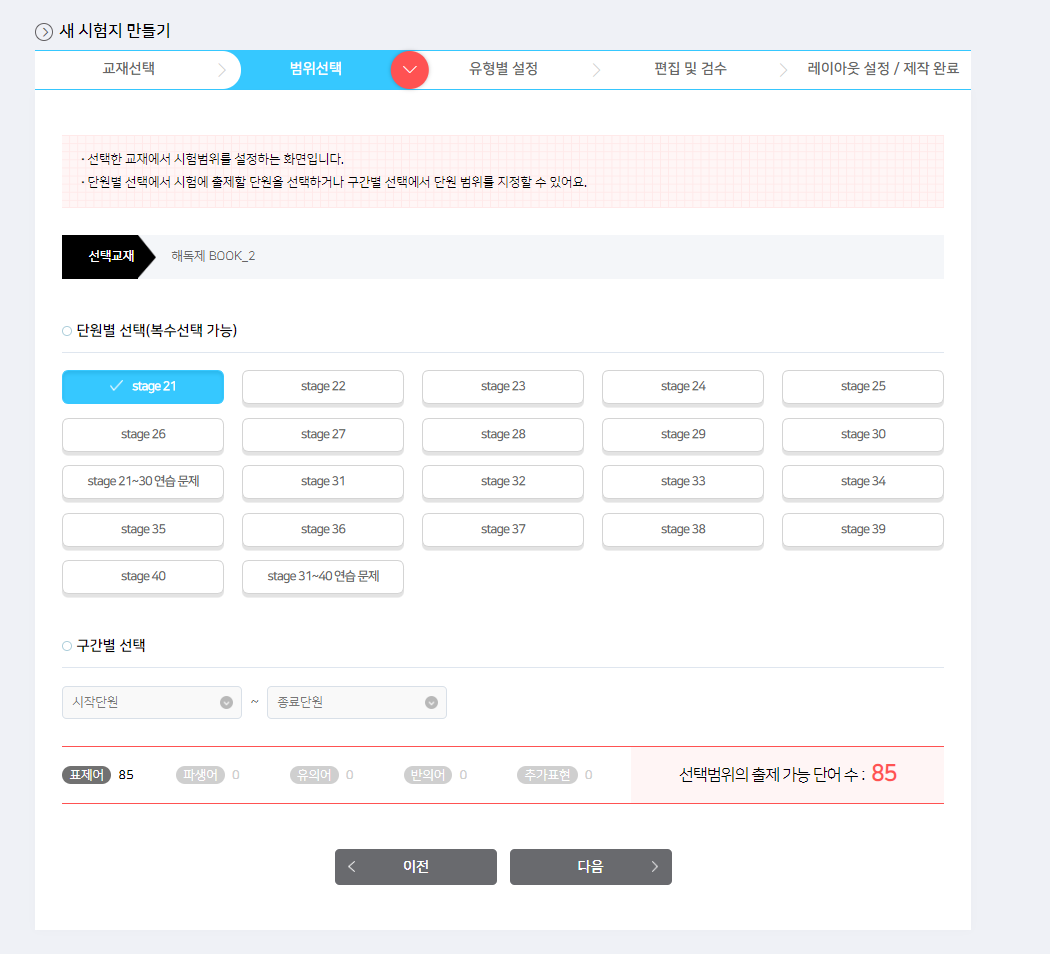 새 시험지 만들기
교재선택
범위선택
유형별 설정
편집 및 검수
레이아웃 설정 / 제작 완료
· 선택한 교재에서 시험범위를 설정하는 화면입니다.
· 단원별 선택에서 시험에 출제할 단원을 선택하거나 구간별 선택에서 단원 범위를 지정할 수 있어요.
선택교재 해독제 BOOK_2
단원별 선택(복수선택 가능)
stage 21 stage 22 stage 23 stage 24 stage 25
stage 26 stage 27 stage 28 stage 29 stage 30
stage 21~30 연습 문제 stage 31 stage 32 stage 33 stage 34
stage 35 stage 36 stage 37 stage 38 stage 39
stage 40 stage 31~40 연습 문제
구간별 선택
시작단원 ~ 종료단원
표제어 85 파생어 0 유의어 0 반의어 0 추가표현 0 선택범위의 출제 가능 단어 수 : 85
이전 다음